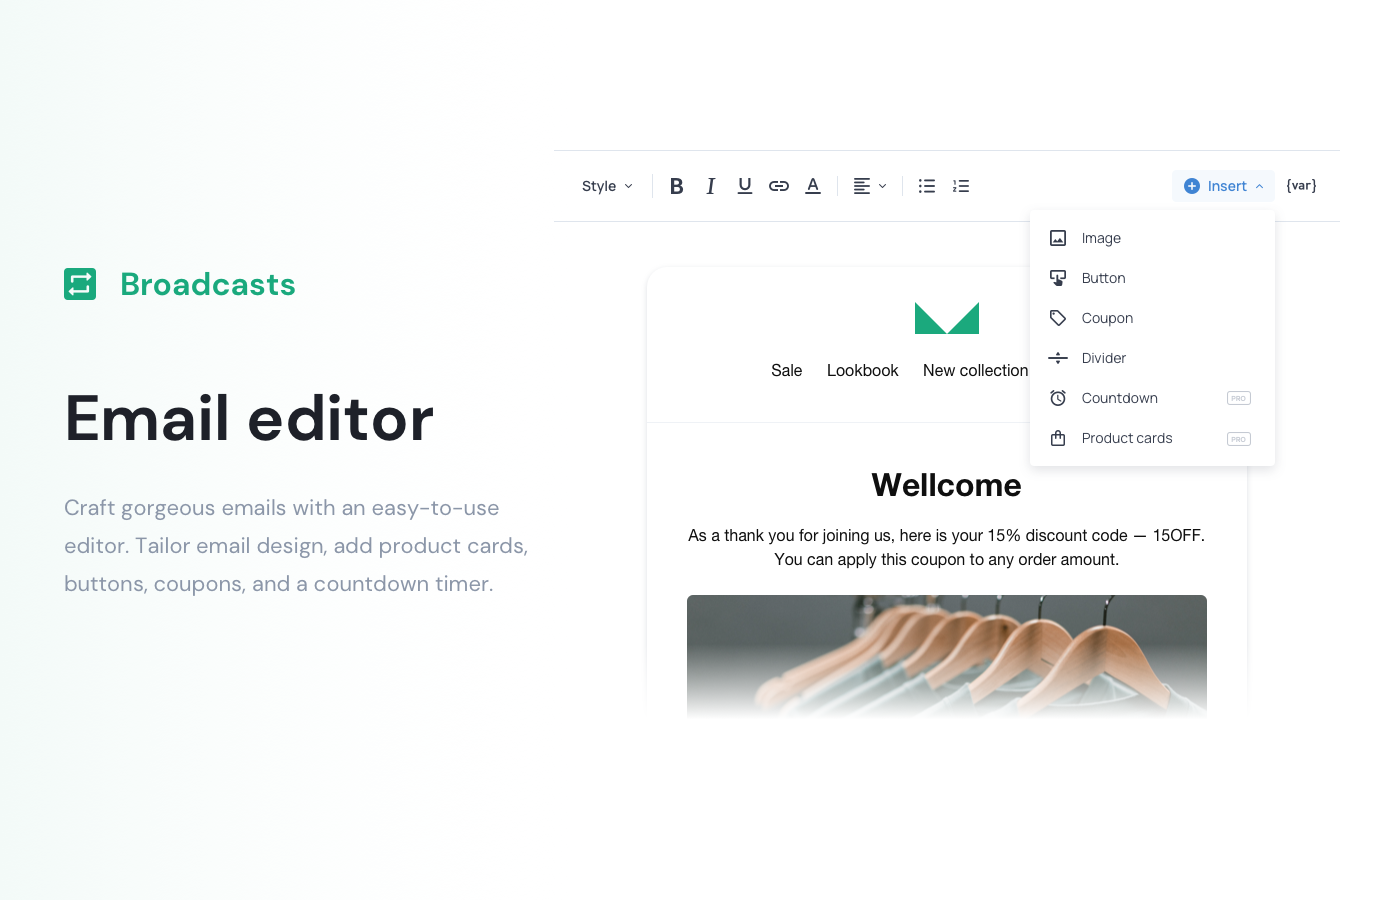 Broadcasts
Email editor
Craft gorgeous emails with an easy-to-use
editor. Tailor email design, add product cards,
buttons, coupons, and a countdown timer.
Style B I U A 1 2 Insert {var}
Image
Button
Coupon
Divider
Countdown PRO
Product cards PRO
Sale Lookbook New collection
Wellcome
As a thank you for joining us, here is your 15% discount code — 15OFF.
You can apply this coupon to any order amount.